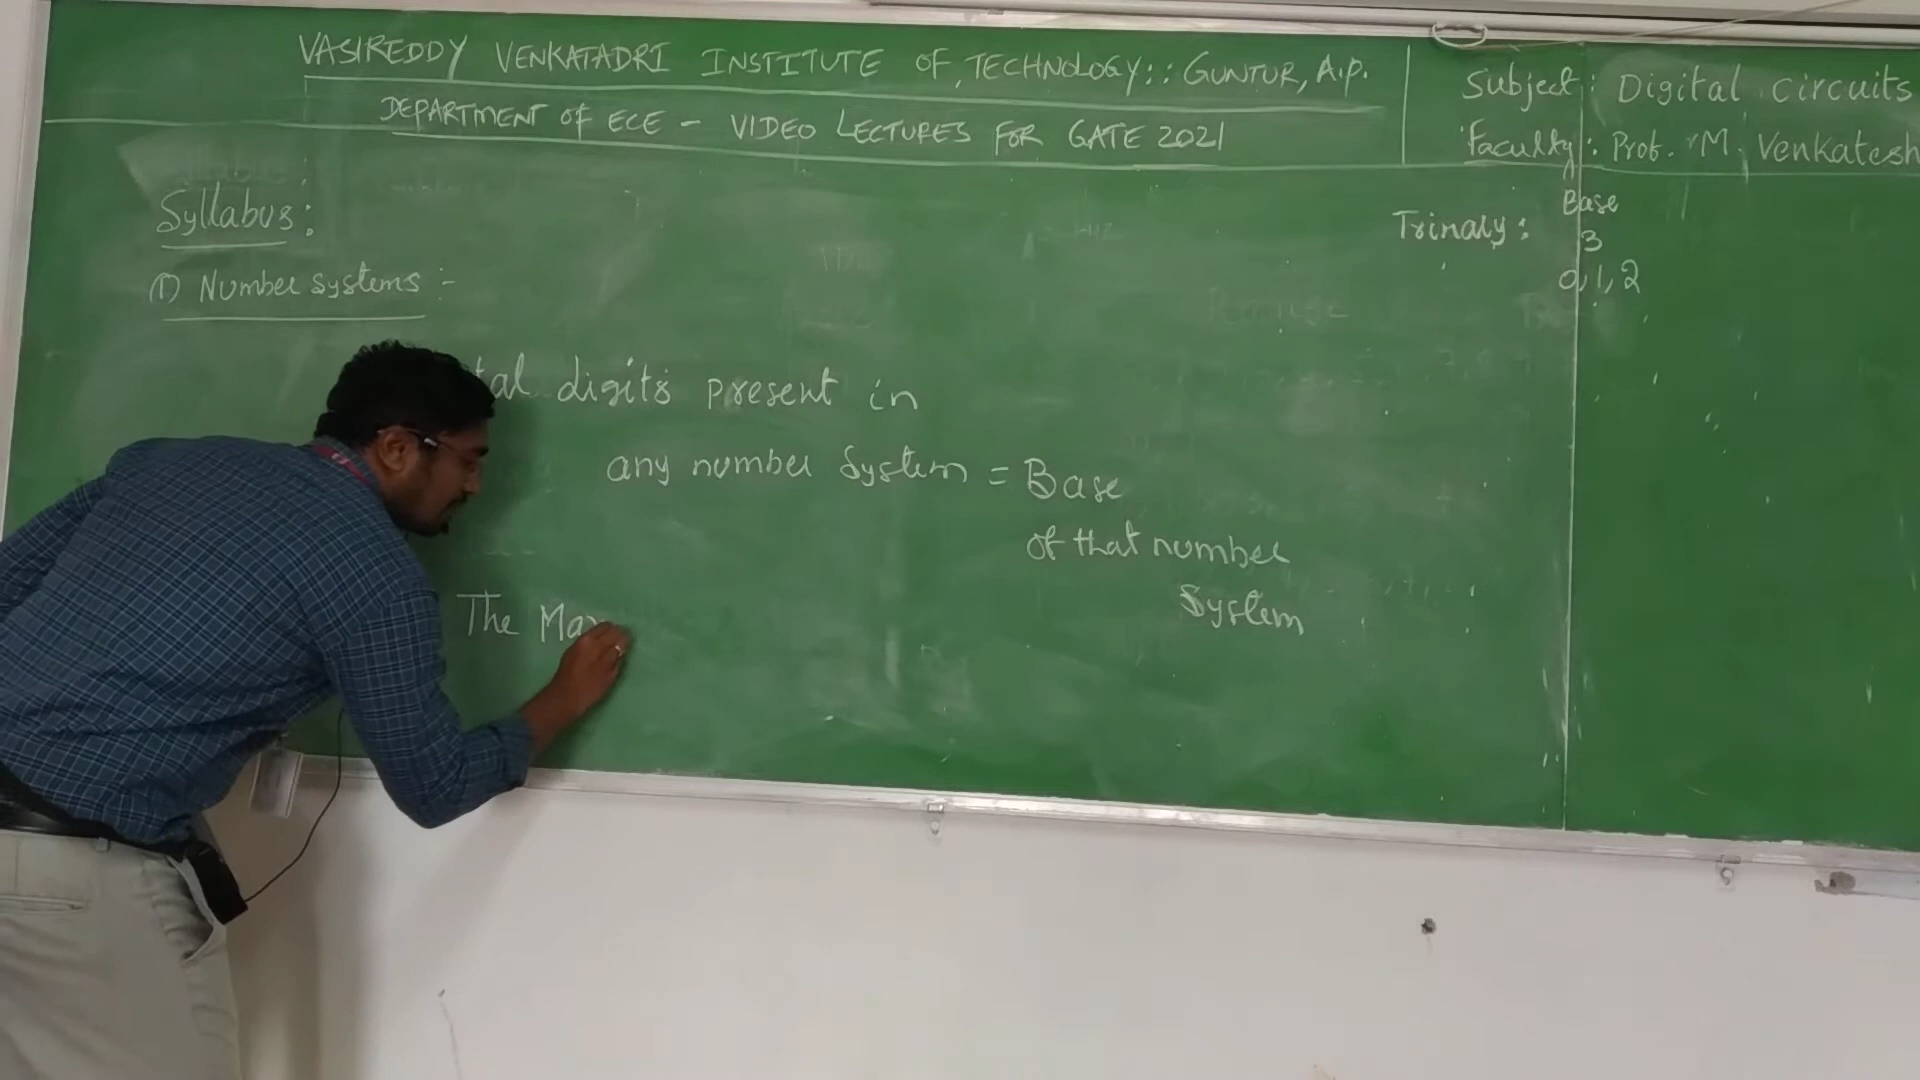 VASIREDDY VENKATADRI INSTITUTE OF TECHNOLOGY:: GUNTUR, A.P.
DEPARTMENT OF ECE - VIDEO LECTURES FOR GATE 2021
Subject: Digital circuits
Faculty: Prof. M. Venkatesh
Syllabus:
(1) Number systems :-
Base
Trinary: 3
0,1,2
digits present in
any number system = Base
of that number
System
The